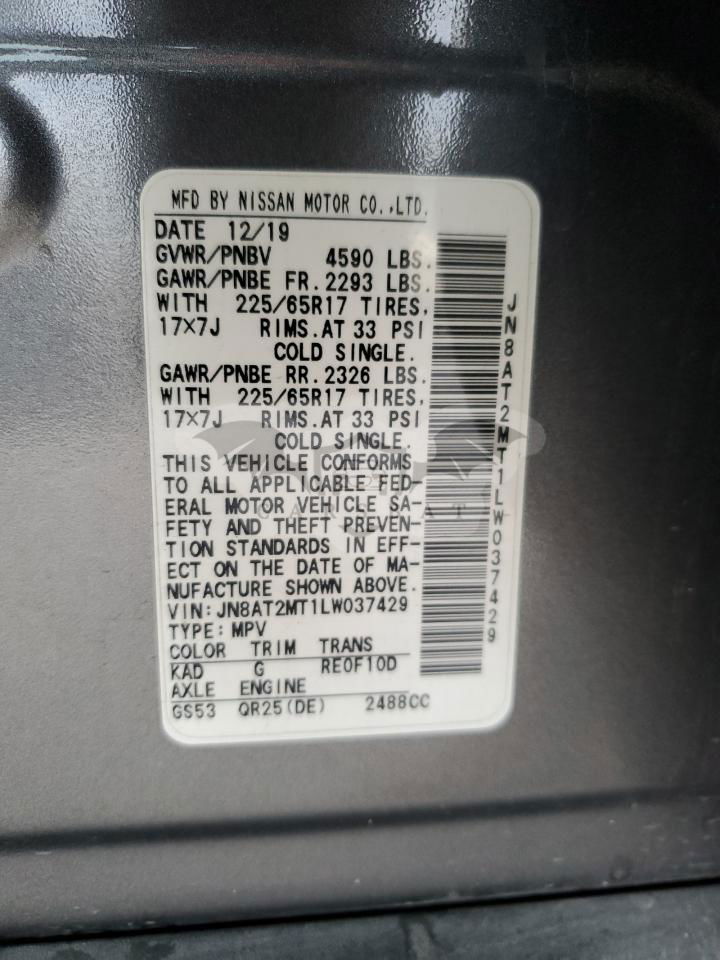 MFD BY NISSAN MOTOR CO.,LTD.
DATE 12/19
GVWR/PNBV 4590 LBS.
GAWR/PNBE FR.2293 LBS.
WITH 225/65R17 TIRES,
17×7J RIMS.AT 33 PSI
COLD SINGLE.
GAWR/PNBE RR.2326 LBS.
WITH 225/65R17 TIRES,
17×7J RIMS.AT 33 PSI
COLD SINGLE.
THIS VEHICLE CONFORMS
TO ALL APPLICABLE FED-
ERAL MOTOR VEHICLE SA-
FETY AND THEFT PREVEN-
TION STANDARDS IN EFF-
ECT ON THE DATE OF MA-
NUFACTURE SHOWN ABOVE.
VIN:JN8AT2MT1LW037429
TYPE:MPV
COLOR TRIM TRANS
KAD G RE0F10D
AXLE ENGINE
GS53 QR25(DE) 2488CC
JN8AT2MT1LW037429